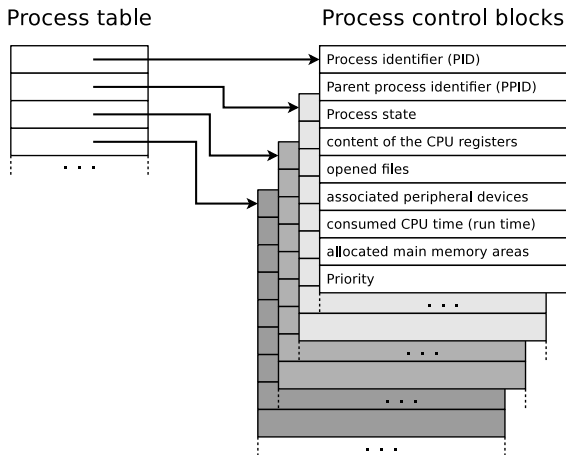 Process table
Process control blocks
Process identifier (PID)
Parent process identifier (PPID)
Process state
content of the CPU registers
opened files
associated peripheral devices
consumed CPU time (run time)
allocated main memory areas
Priority
. . .
. . .
. . .
. . .
. . .